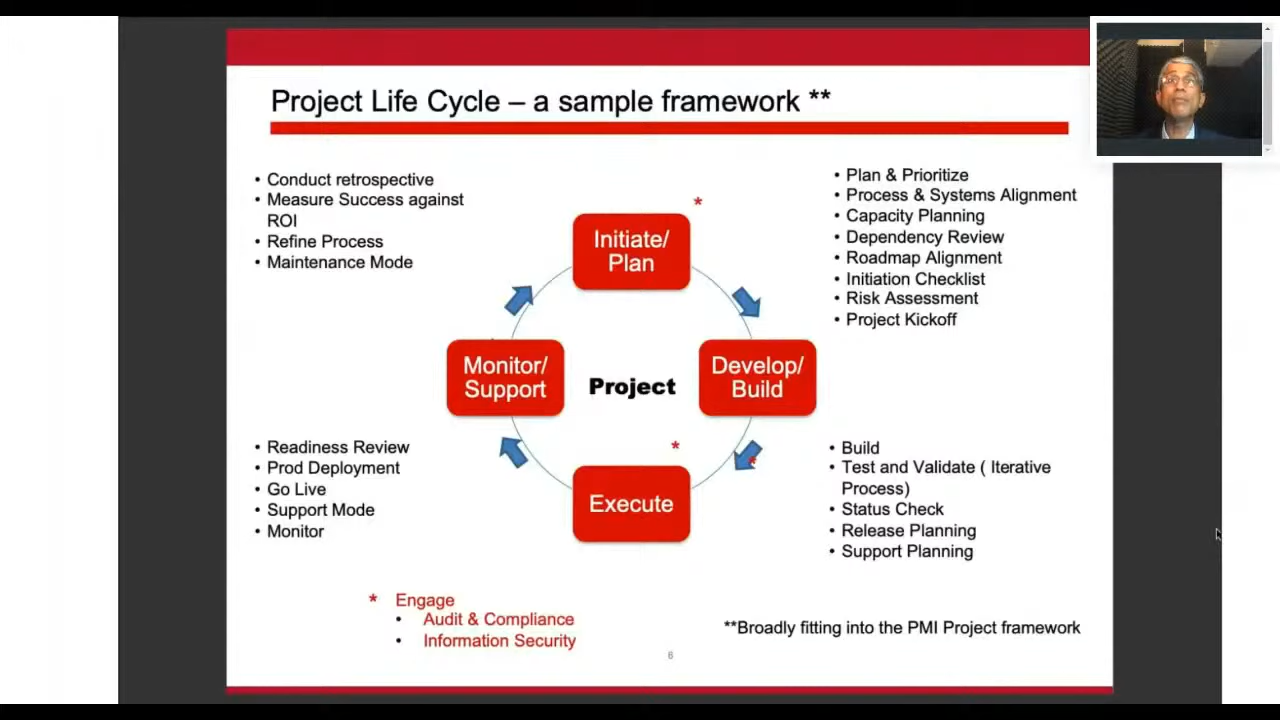 Project Life Cycle – a sample framework **
• Conduct retrospective
• Measure Success against
ROI
• Refine Process
• Maintenance Mode
*
Initiate/
Plan
• Plan & Prioritize
• Process & Systems Alignment
• Capacity Planning
• Dependency Review
• Roadmap Alignment
• Initiation Checklist
• Risk Assessment
• Project Kickoff
Monitor/
Support
Project
Develop/
Build
• Readiness Review
• Prod Deployment
• Go Live
• Support Mode
• Monitor
*
*
Execute
• Build
• Test and Validate ( Iterative
Process)
• Status Check
• Release Planning
• Support Planning
* Engage
• Audit & Compliance
• Information Security
**Broadly fitting into the PMI Project framework
6